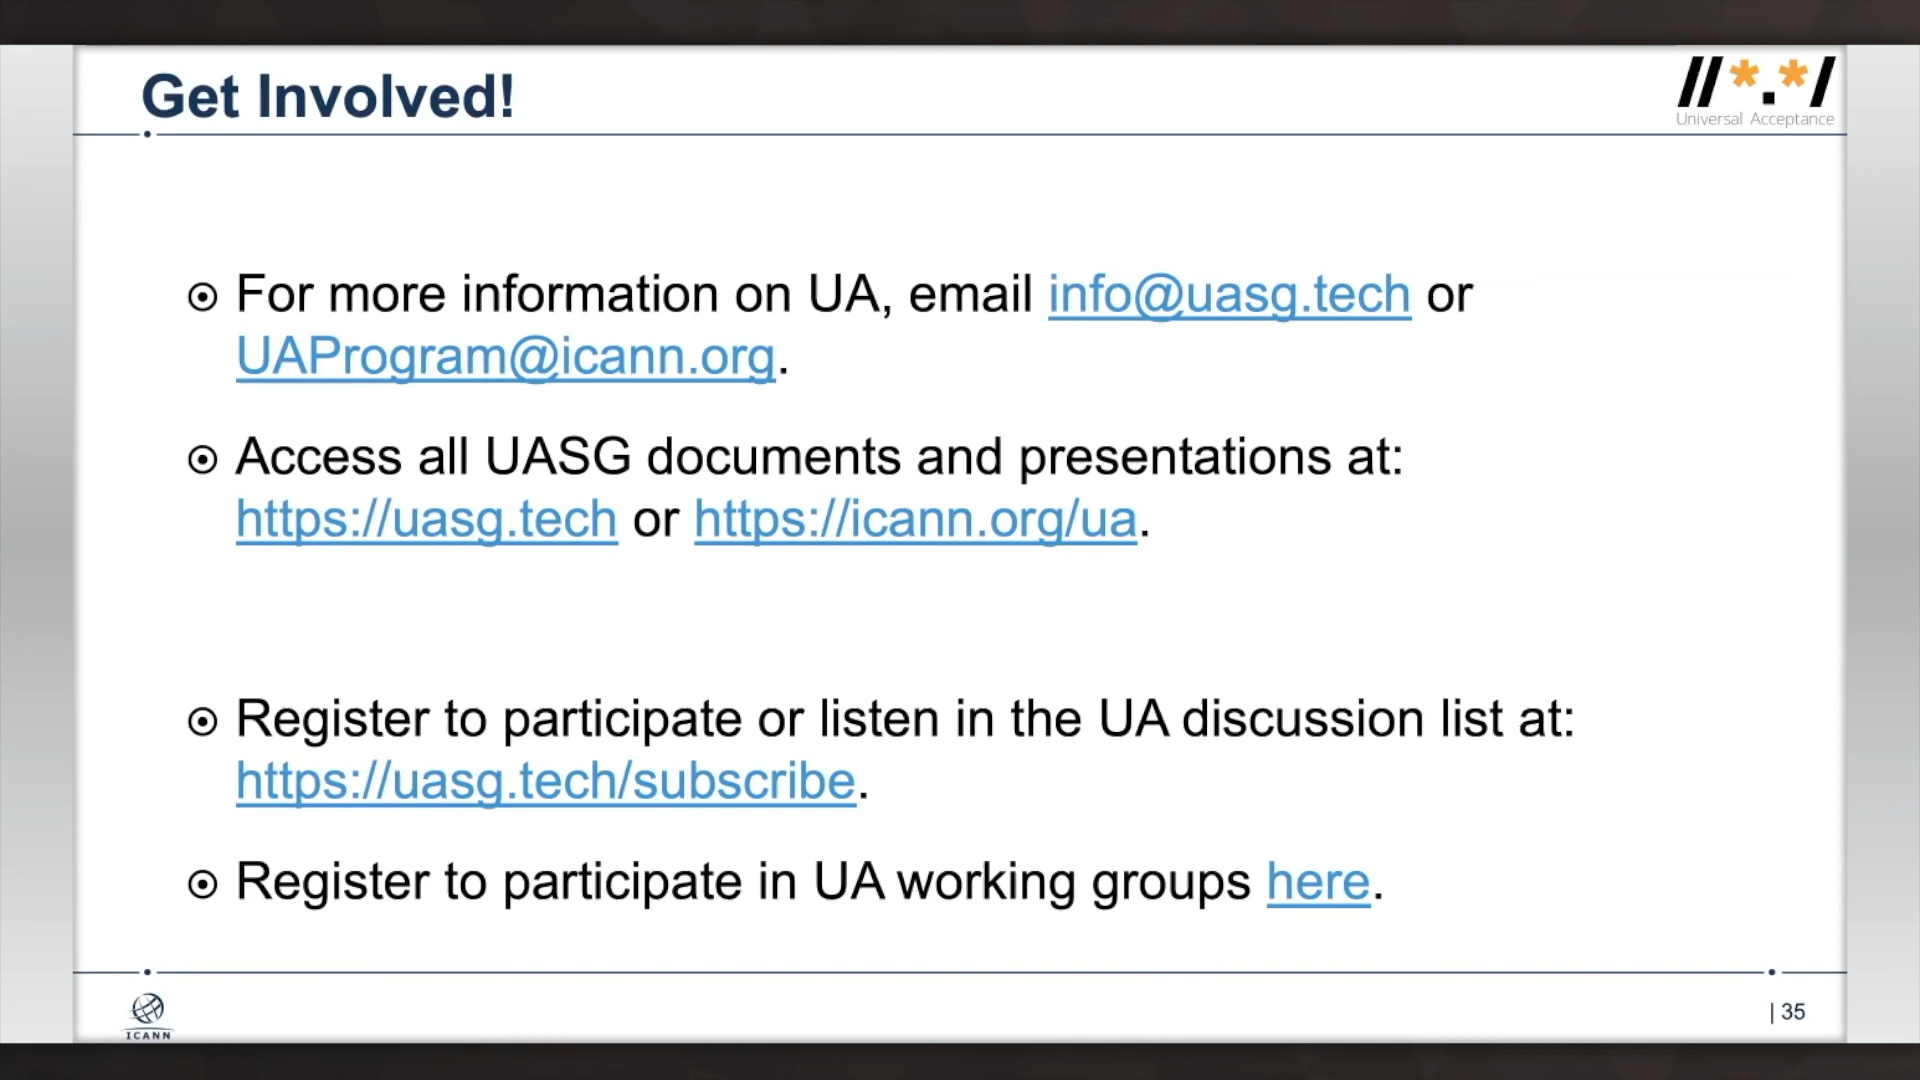 Get Involved!
//*.*/
Universal Acceptance
For more information on UA, email info@uasg.tech or
UAProgram@icann.org.
Access all UASG documents and presentations at:
https://uasg.tech or https://icann.org/ua.
Register to participate or listen in the UA discussion list at:
https://uasg.tech/subscribe.
Register to participate in UA working groups here.
ICANN
| 35